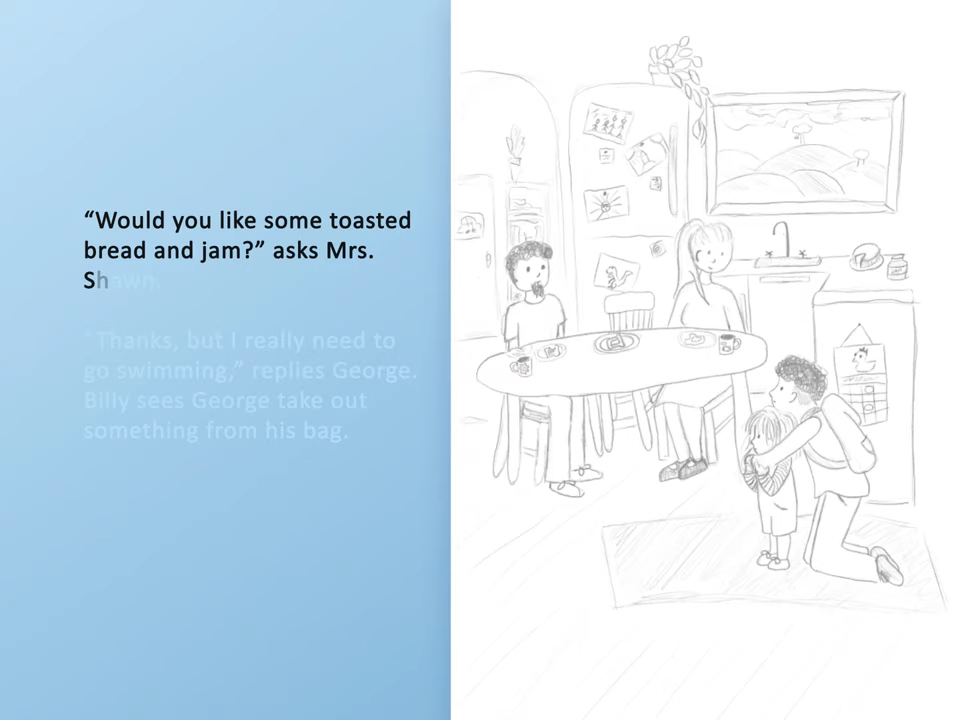 “Would you like some toasted
bread and jam?” asks Mrs.
Shawn.
“Thanks, but I really need to
go swimming,” replies George.
Billy sees George take out
something from his bag.